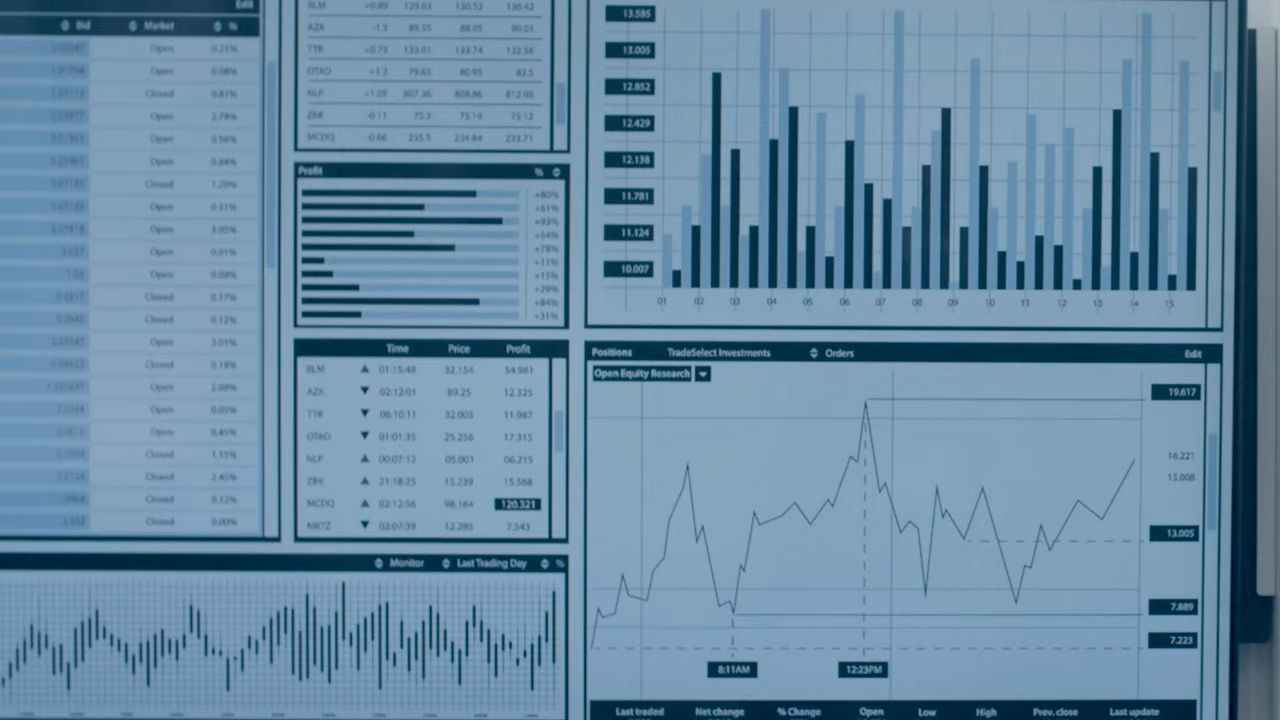 Edit
Bid Market %
Open 0.21%
Open 0.08%
Closed 0.81%
Open 2.78%
Open 0.56%
Open 0.84%
Closed 1.20%
Open 0.31%
Open 3.05%
Open 0.01%
Open 0.09%
Closed 0.17%
Closed 0.12%
Open 3.01%
Closed 0.18%
Open 2.09%
Open 0.05%
Open 0.45%
Closed 1.15%
Closed 2.45%
Closed 0.12%
Closed 0.00%
BLM +0.89 129.63 130.52 130.42
AZK -1.5 89.55 88.05 90.01
TTR +0.73 133.01 133.74 132.56
OTAO +1.3 79.65 80.95 82.5
NLP +1.05 807.36 808.86 812.98
ZRK -0.11 75.3 75.19 75.12
MCDQ -0.66 235.5 234.84 233.71
Profit %
+80%
+61%
+93%
+54%
+78%
+11%
+15%
+29%
+84%
+31%
Time Price Profit
BLM ▲ 01:15:48 32.154 54.981
AZK ▼ 02:12:01 89.25 12.325
TTR ▼ 06:10:11 32.005 11.987
OTAO ▼ 01:01:35 25.256 17.315
NLP ▲ 00:07:12 05.001 06.215
ZRK ▲ 21:18:25 15.239 15.568
MCDQ ▲ 02:12:56 98.164 120.321
MRTZ ▼ 02:07:39 12.285 7.543
Monitor Last Trading Day %
13.585
13.005
12.852
12.429
12.138
11.781
11.124
10.007
01 02 03 04 05 06 07 08 09 10 11 12 13 14 15
Positions TradeSelect Investments Orders Edit
Open Equity Research
19.617
16.221
15.008
13.005
7.889
7.223
8:11AM 12:23PM
Last traded Net change % Change Open Low High Prev. close Last update